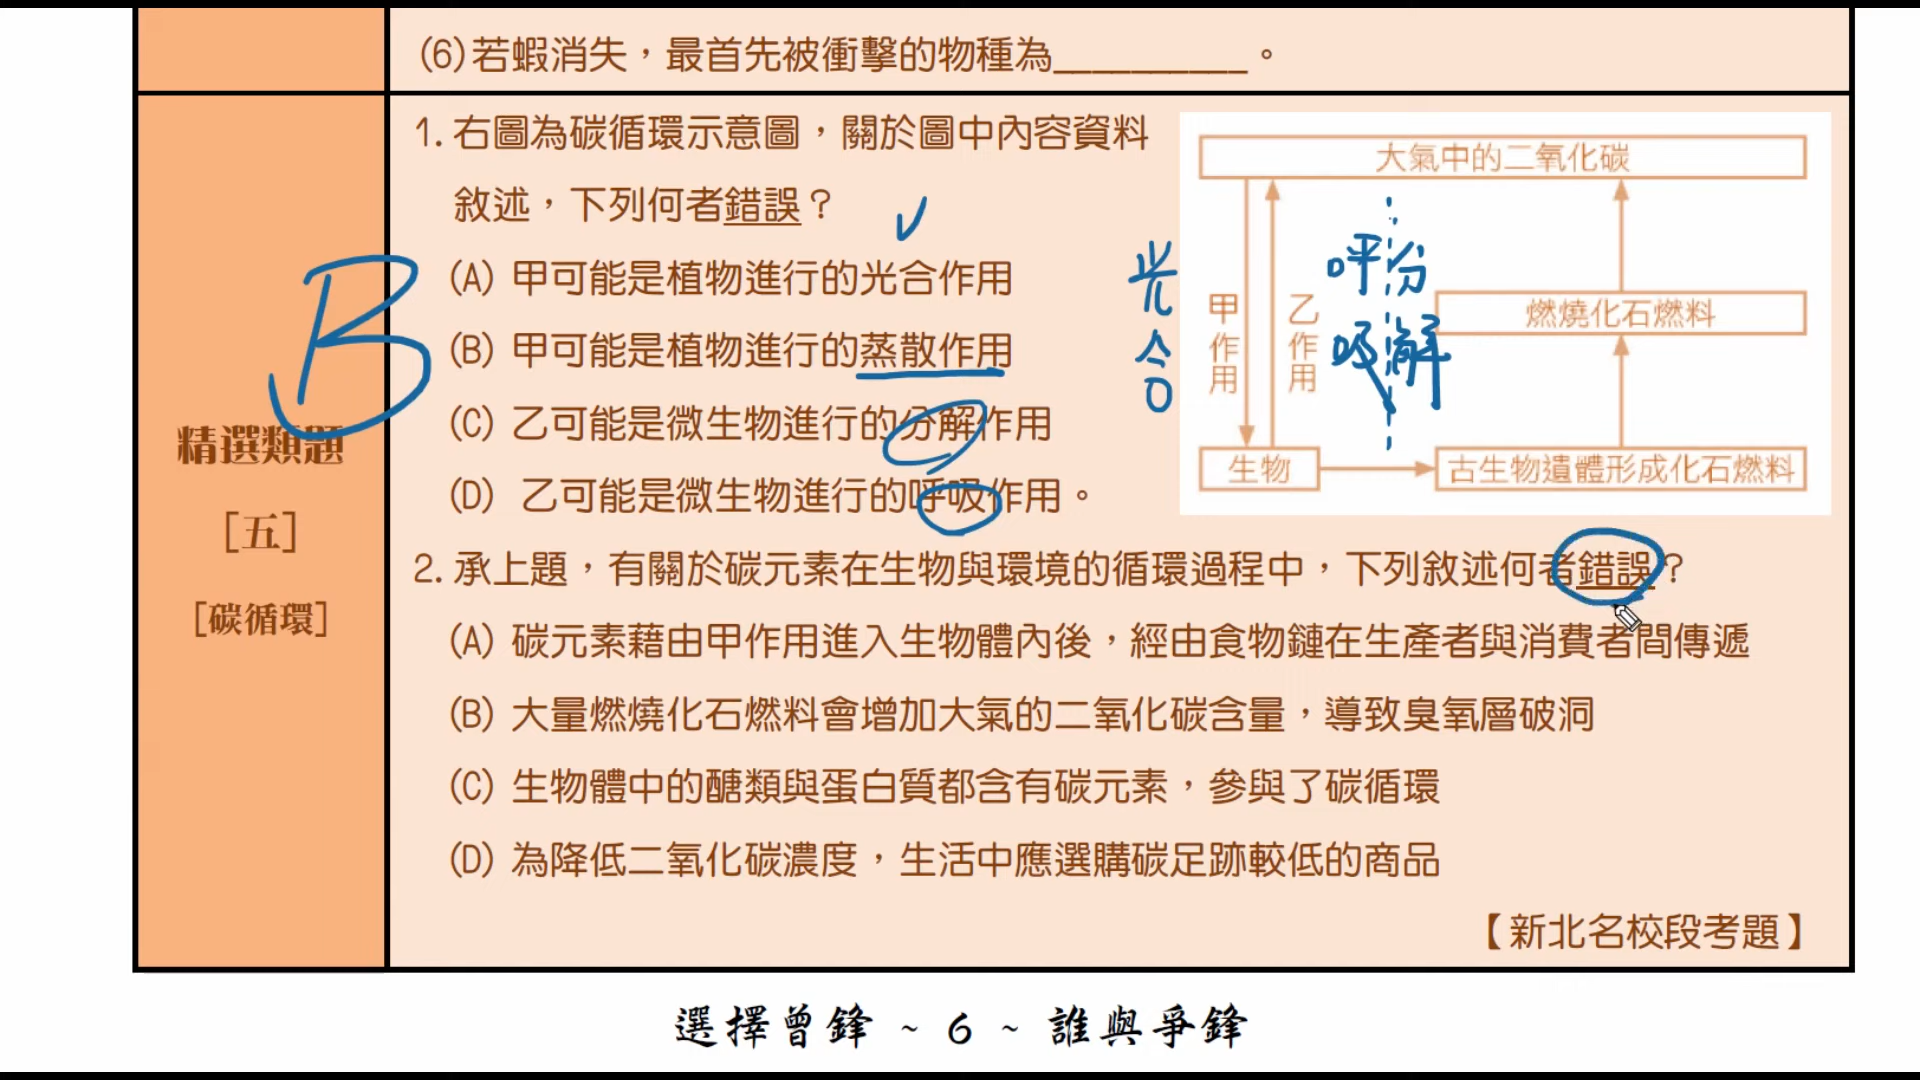 (6)若蝦消失，最首先被衝擊的物種為__________。
1. 右圖為碳循環示意圖，關於圖中內容資料
敘述，下列何者錯誤？
(A) 甲可能是植物進行的光合作用
(B) 甲可能是植物進行的蒸散作用
(C) 乙可能是微生物進行的分解作用
(D) 乙可能是微生物進行的呼吸作用。
B
光合
大氣中的二氧化碳
甲作用
乙作用
呼吸
分解
燃燒化石燃料
生物
古生物遺體形成化石燃料
精選類題
［五］
［碳循環］
2. 承上題，有關於碳元素在生物與環境的循環過程中，下列敘述何者錯誤？
(A) 碳元素藉由甲作用進入生物體內後，經由食物鏈在生產者與消費者間傳遞
(B) 大量燃燒化石燃料會增加大氣的二氧化碳含量，導致臭氧層破洞
(C) 生物體中的醣類與蛋白質都含有碳元素，參與了碳循環
(D) 為降低二氧化碳濃度，生活中應選購碳足跡較低的商品
【新北名校段考題】
選擇曾鋒 ~ 6 ~ 誰與爭鋒